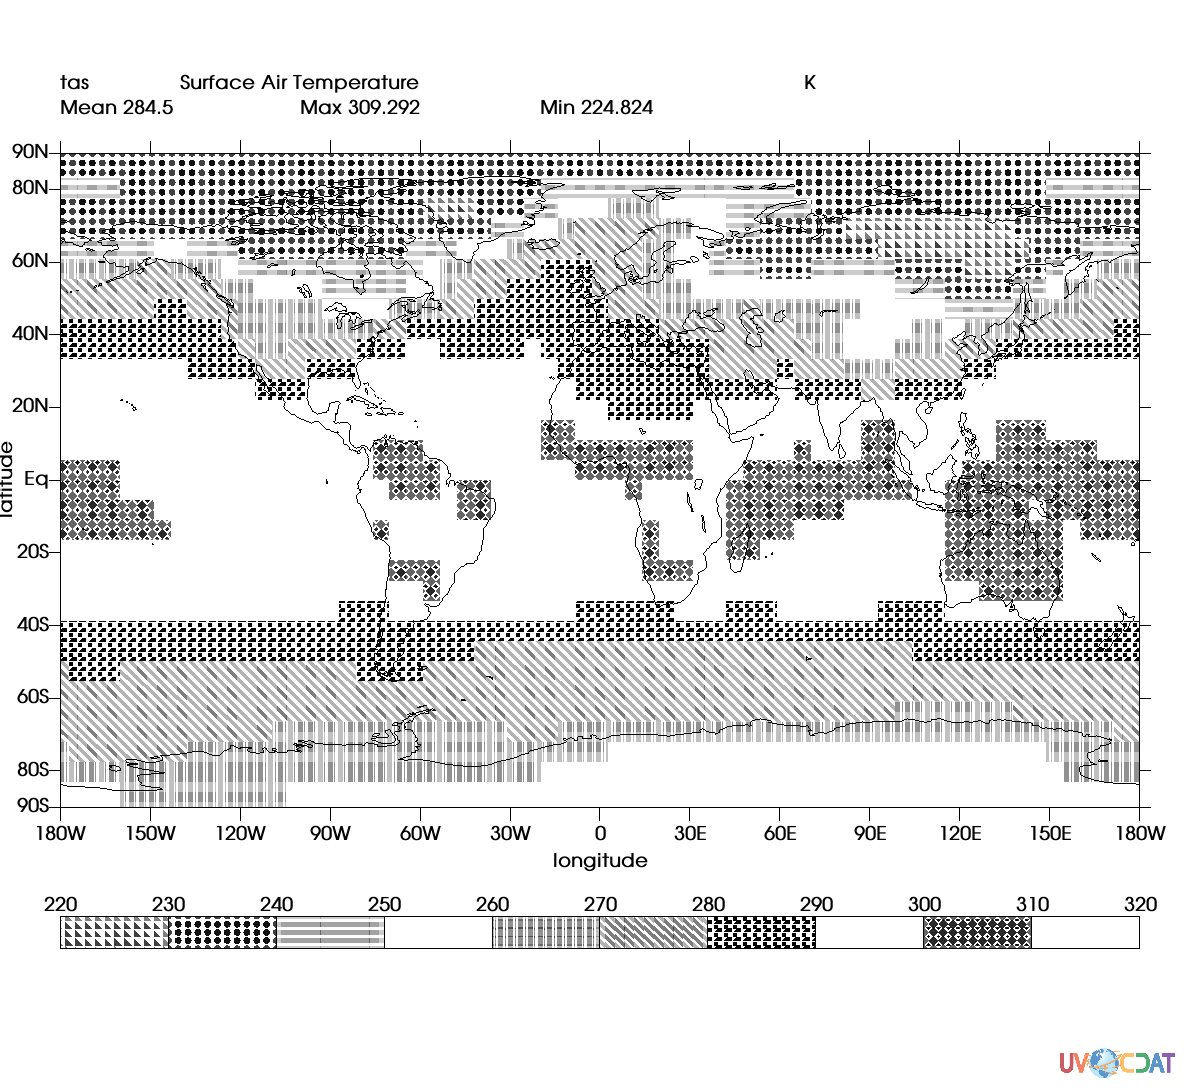 tas Surface Air Temperature K
Mean 284.5 Max 309.292 Min 224.824
90N
80N
60N
40N
20N
Eq
20S
40S
60S
80S
90S
latitude
180W 150W 120W 90W 60W 30W 0 30E 60E 90E 120E 150E 180W
longitude
220 230 240 250 260 270 280 290 300 310 320
UVCDAT